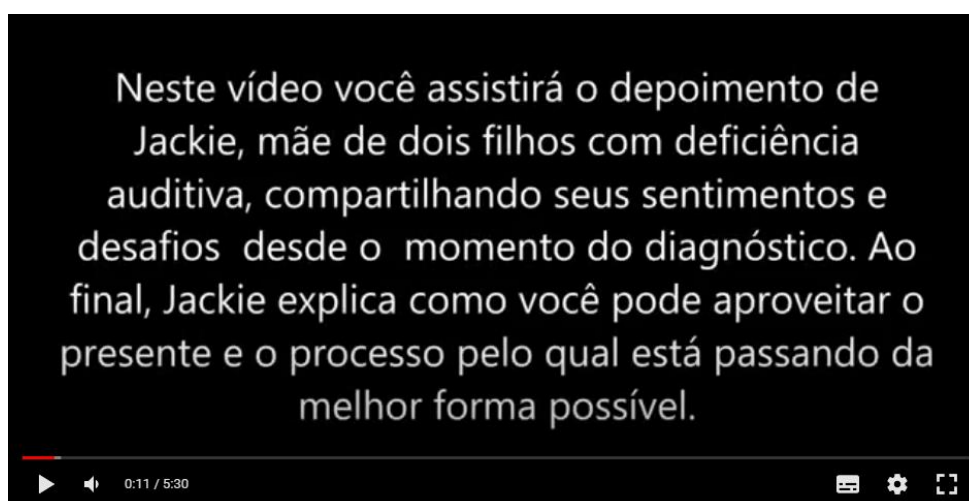 Neste vídeo você assistirá o depoimento de
Jackie, mãe de dois filhos com deficiência
auditiva, compartilhando seus sentimentos e
desafios desde o momento do diagnóstico. Ao
final, Jackie explica como você pode aproveitar o
presente e o processo pelo qual está passando da
melhor forma possível.
0:11 / 5:30